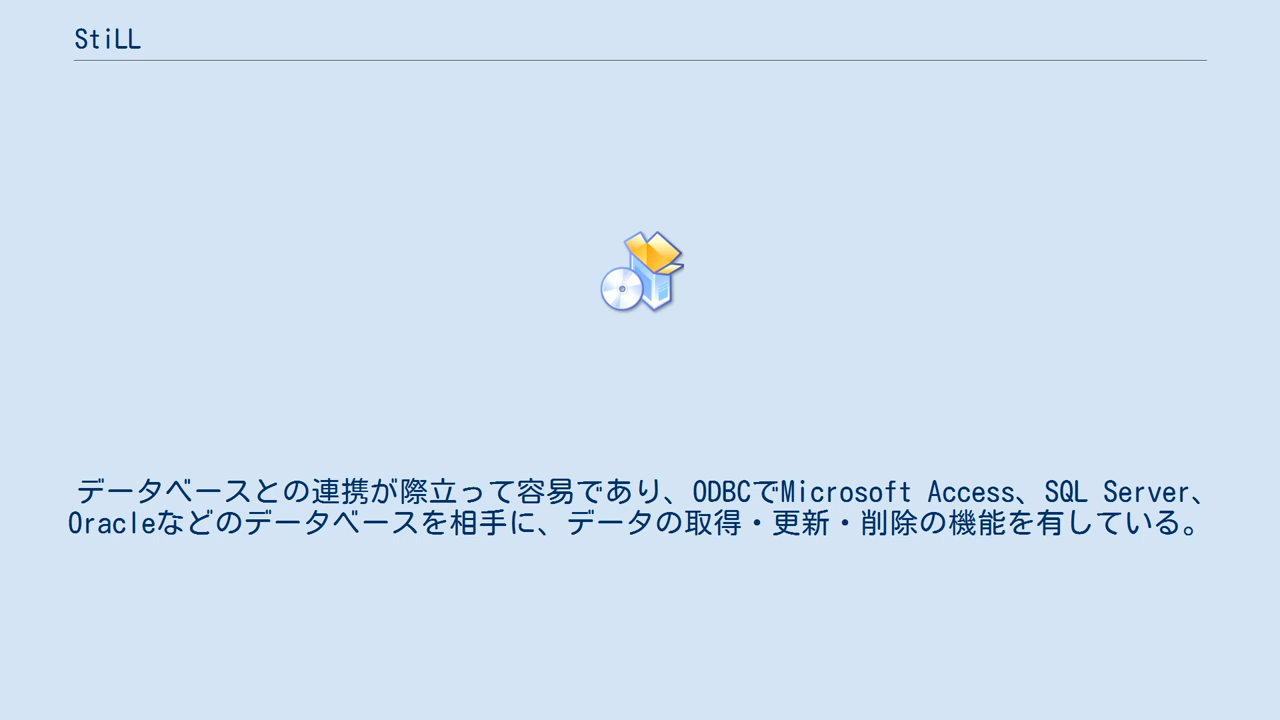 StiLL
データベースとの連携が際立って容易であり、ODBCでMicrosoft Access、SQL Server、
Oracleなどのデータベースを相手に、データの取得・更新・削除の機能を有している。